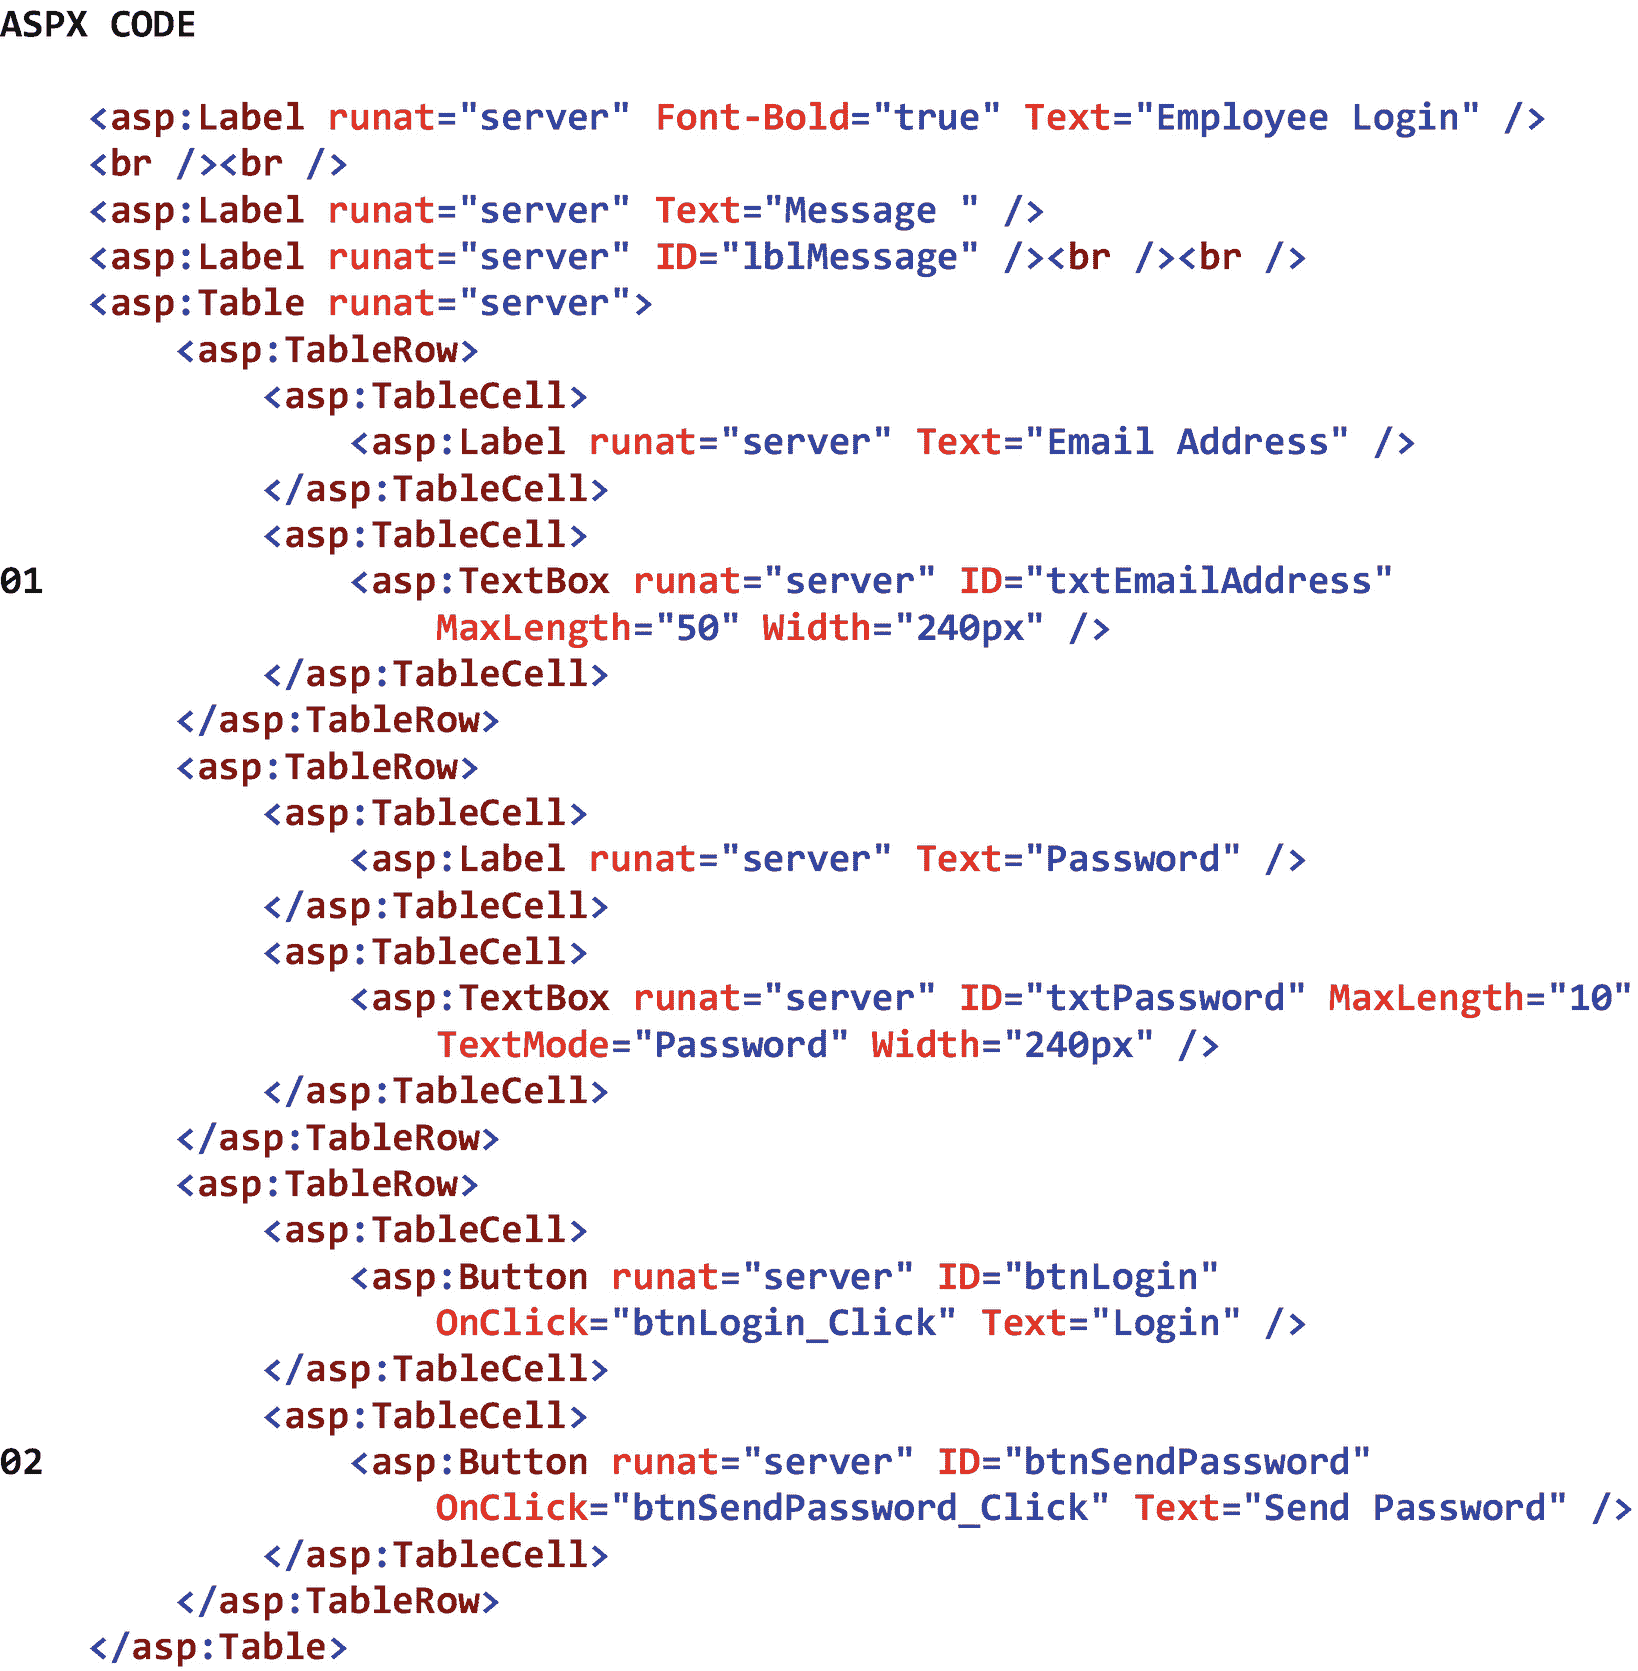 ASPX CODE
<asp:Label runat="server" Font-Bold="true" Text="Employee Login" />
<br /><br />
<asp:Label runat="server" Text="Message " />
<asp:Label runat="server" ID="lblMessage" /><br /><br />
<asp:Table runat="server">
<asp:TableRow>
<asp:TableCell>
<asp:Label runat="server" Text="Email Address" />
</asp:TableCell>
<asp:TableCell>
01 <asp:TextBox runat="server" ID="txtEmailAddress"
MaxLength="50" Width="240px" />
</asp:TableCell>
</asp:TableRow>
<asp:TableRow>
<asp:TableCell>
<asp:Label runat="server" Text="Password" />
</asp:TableCell>
<asp:TableCell>
<asp:TextBox runat="server" ID="txtPassword" MaxLength="10"
TextMode="Password" Width="240px" />
</asp:TableCell>
</asp:TableRow>
<asp:TableRow>
<asp:TableCell>
<asp:Button runat="server" ID="btnLogin"
OnClick="btnLogin_Click" Text="Login" />
</asp:TableCell>
<asp:TableCell>
02 <asp:Button runat="server" ID="btnSendPassword"
OnClick="btnSendPassword_Click" Text="Send Password" />
</asp:TableCell>
</asp:TableRow>
</asp:Table>